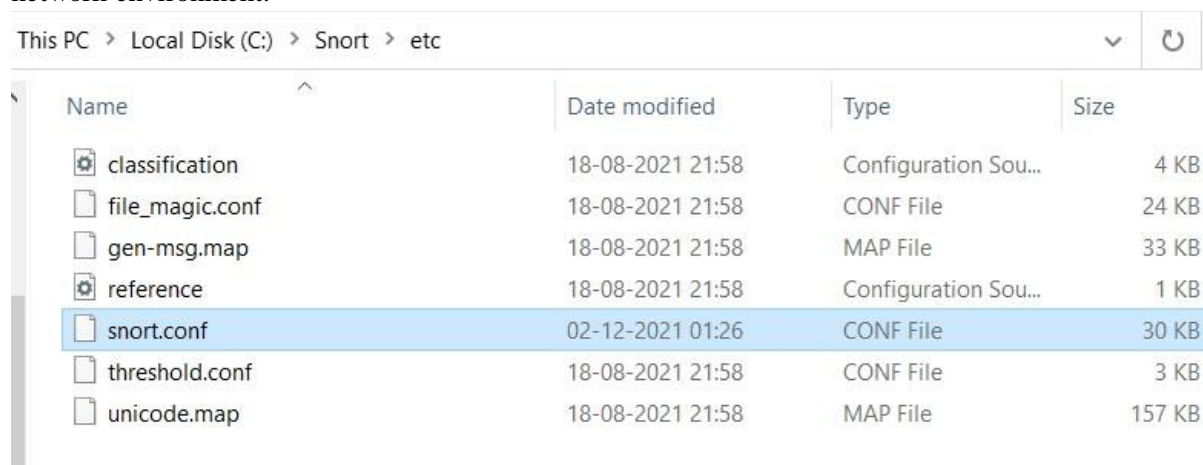 This PC > Local Disk (C:) > Snort > etc
Name Date modified Type Size
classification 18-08-2021 21:58 Configuration Sou... 4 KB
file_magic.conf 18-08-2021 21:58 CONF File 24 KB
gen-msg.map 18-08-2021 21:58 MAP File 33 KB
reference 18-08-2021 21:58 Configuration Sou... 1 KB
snort.conf 02-12-2021 01:26 CONF File 30 KB
threshold.conf 18-08-2021 21:58 CONF File 3 KB
unicode.map 18-08-2021 21:58 MAP File 157 KB